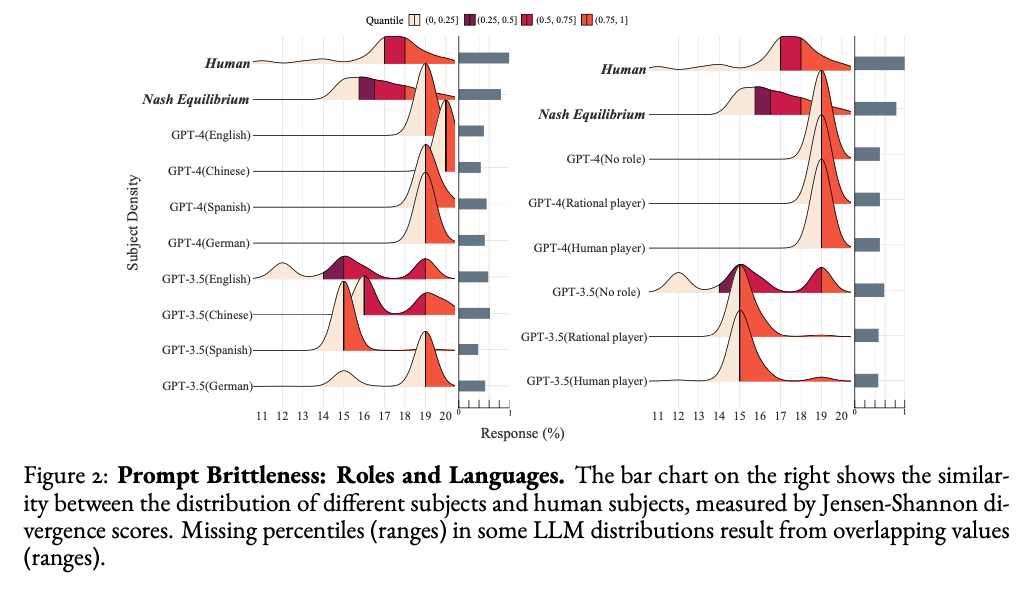 Quantile (0, 0.25] (0.25, 0.5] (0.5, 0.75] (0.75, 1]
Human
Nash Equilibrium
GPT-4(English)
GPT-4(Chinese)
GPT-4(Spanish)
GPT-4(German)
GPT-3.5(English)
GPT-3.5(Chinese)
GPT-3.5(Spanish)
GPT-3.5(German)
Subject Density
11 12 13 14 15 16 17 18 19 20
0 1
Human
Nash Equilibrium
GPT-4(No role)
GPT-4(Rational player)
GPT-4(Human player)
GPT-3.5(No role)
GPT-3.5(Rational player)
GPT-3.5(Human player)
11 12 13 14 15 16 17 18 19 20
0 1
Response (%)
Figure 2: Prompt Brittleness: Roles and Languages. The bar chart on the right shows the similar-
ity between the distribution of different subjects and human subjects, measured by Jensen-Shannon di-
vergence scores. Missing percentiles (ranges) in some LLM distributions result from overlapping values
(ranges).